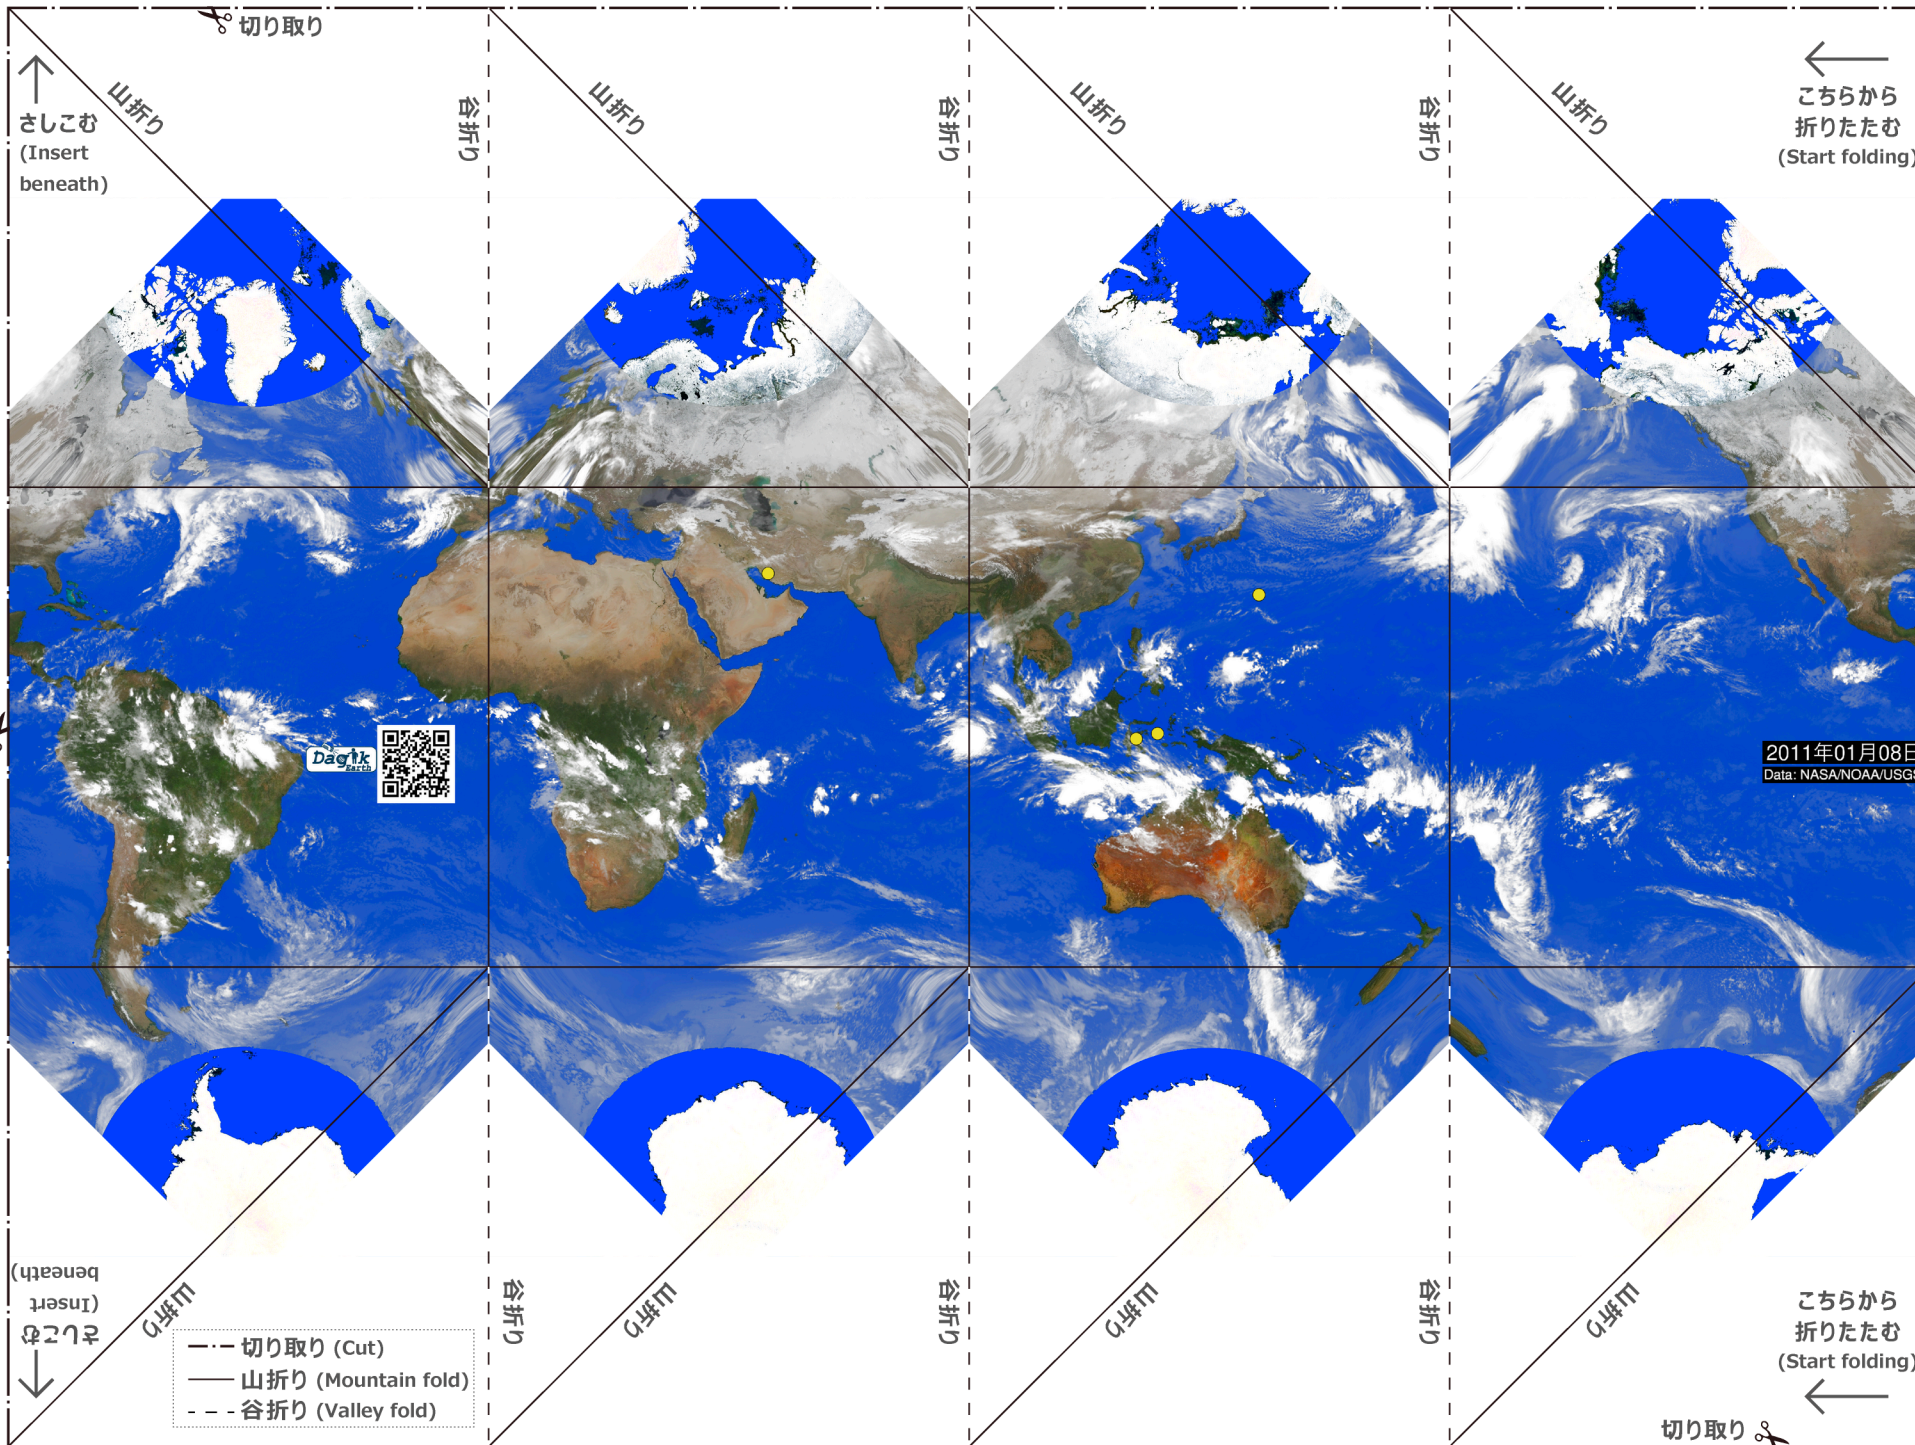 切り取り
山折り
谷折り
山折り
谷折り
山折り
谷折り
山折り
さしこむ
(Insert
beneath)
こちらから
折りたたむ
(Start folding)
Dagik
Earth
2011年01月08日
Data: NASA/NOAA/USGS
さしこむ
(Insert
beneath)
山折り
谷折り
山折り
谷折り
山折り
谷折り
山折り
切り取り (Cut)
山折り (Mountain fold)
谷折り (Valley fold)
こちらから
折りたたむ
(Start folding)
切り取り